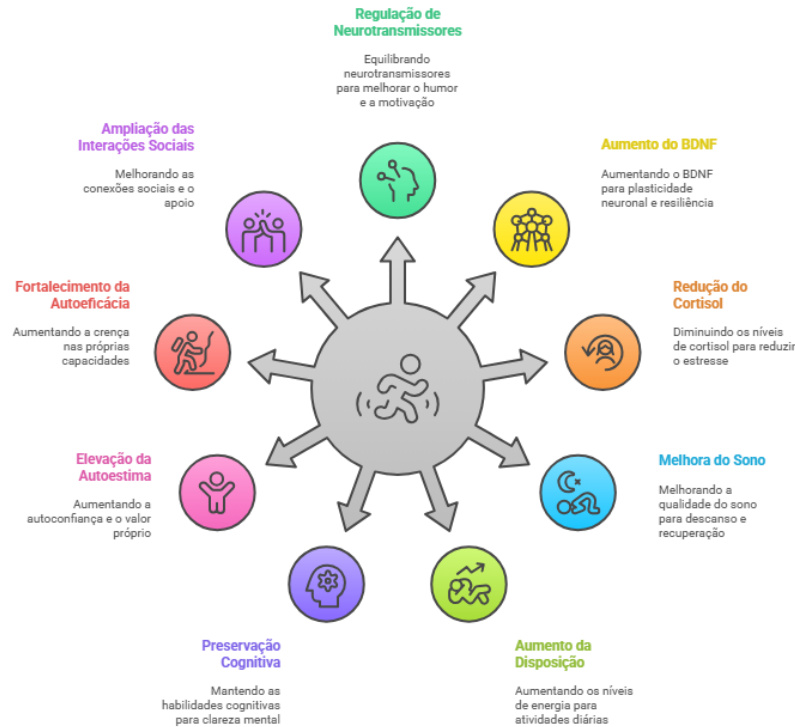 Regulação de
Neurotransmissores
Equilibrando
neurotransmissores
para melhorar o humor
e a motivação
Ampliação das
Interações Sociais
Melhorando as
conexões sociais e o
apoio
Aumento do BDNF
Aumentando o BDNF
para plasticidade
neuronal e resiliência
Fortalecimento da
Autoeficácia
Aumentando a crença
nas próprias
capacidades
Redução do
Cortisol
Diminuindo os níveis
de cortisol para reduzir
o estresse
Elevação da
Autoestima
Aumentando a
autoconfiança e o valor
próprio
Melhora do Sono
Melhorando a
qualidade do sono
para descanso e
recuperação
Preservação
Cognitiva
Mantendo as
habilidades cognitivas
para clareza mental
Aumento da
Disposição
Aumentando os níveis
de energia para
atividades diárias